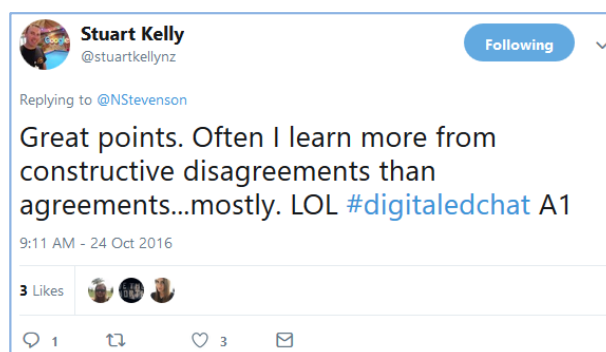 Stuart Kelly
@stuartkellynz
Following
Replying to @NStevenson
Great points. Often I learn more from
constructive disagreements than
agreements...mostly. LOL #digitaledchat A1
9:11 AM - 24 Oct 2016
3 Likes
1
3